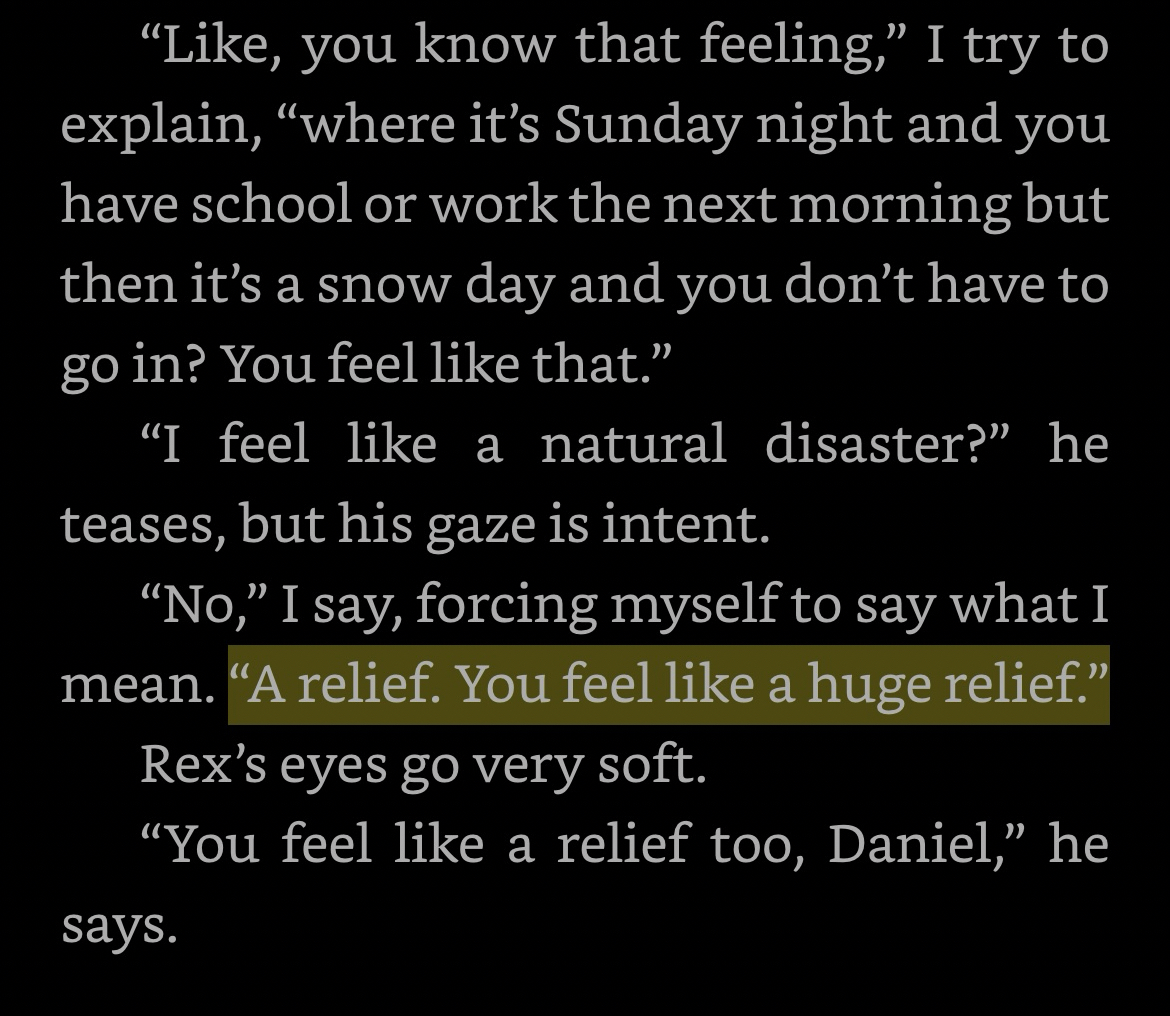 “Like, you know that feeling,” I try to
explain, “where it’s Sunday night and you
have school or work the next morning but
then it’s a snow day and you don’t have to
go in? You feel like that.”
“I feel like a natural disaster?” he
teases, but his gaze is intent.
“No,” I say, forcing myself to say what I
mean. “A relief. You feel like a huge relief.”
Rex’s eyes go very soft.
“You feel like a relief too, Daniel,” he
says.